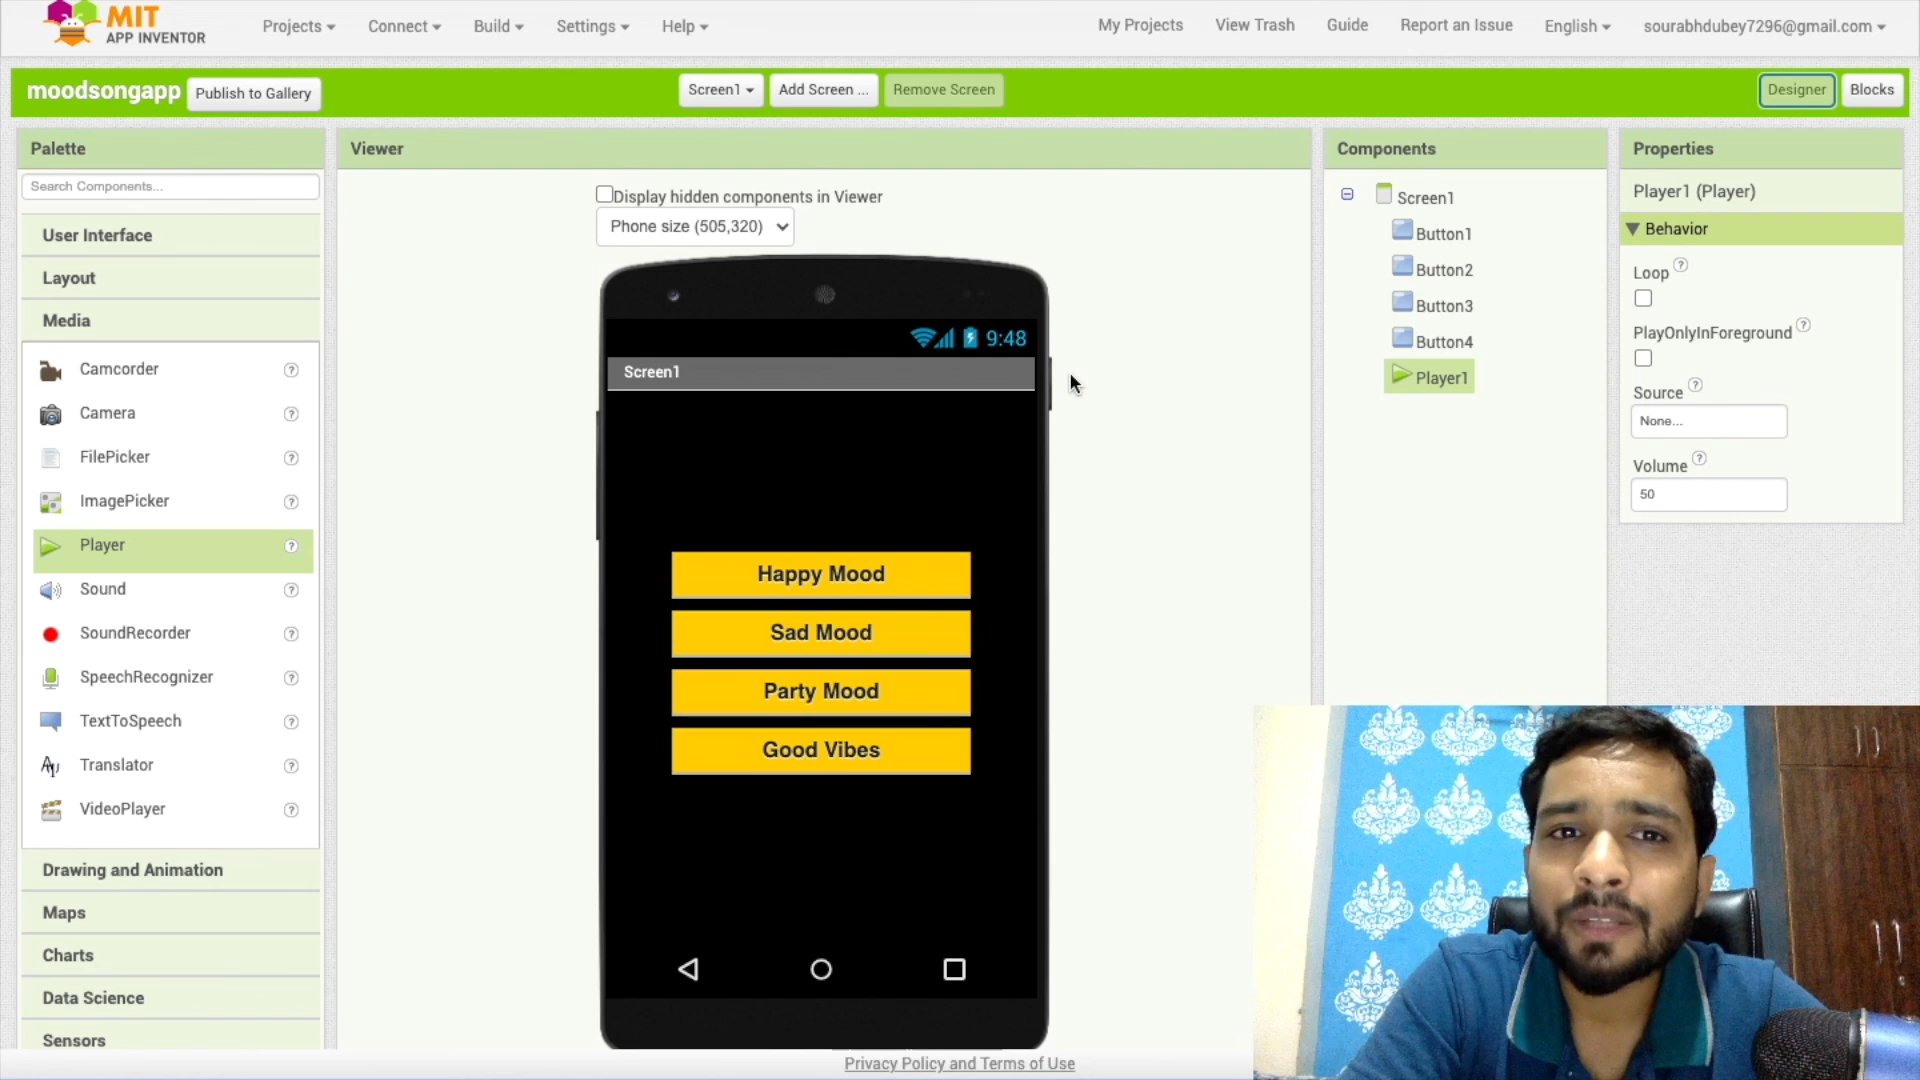 MIT
APP INVENTOR
Projects
Connect
Build
Settings
Help
My Projects
View Trash
Guide
Report an Issue
English
sourabhdubey7296@gmail.com
moodsongapp
Publish to Gallery
Screen1
Add Screen ...
Remove Screen
Designer
Blocks
Palette
Search Components...
User Interface
Layout
Media
Camcorder ?
Camera ?
FilePicker ?
ImagePicker ?
Player ?
Sound ?
SoundRecorder ?
SpeechRecognizer ?
TextToSpeech ?
Translator ?
VideoPlayer ?
Drawing and Animation
Maps
Charts
Data Science
Sensors
Viewer
Display hidden components in Viewer
Phone size (505,320)
9:48
Screen1
Happy Mood
Sad Mood
Party Mood
Good Vibes
Privacy Policy and Terms of Use
Components
Screen1
Button1
Button2
Button3
Button4
Player1
Properties
Player1 (Player)
Behavior
Loop ?
PlayOnlyInForeground ?
Source ?
None...
Volume ?
50